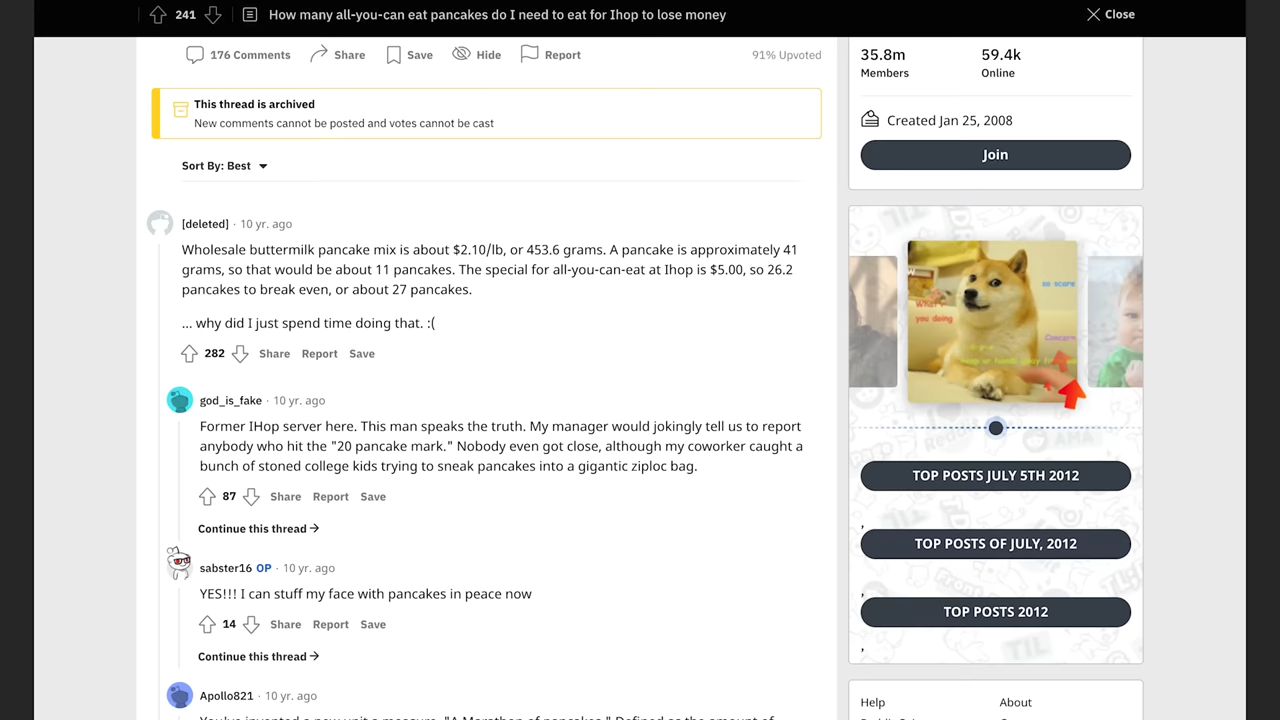 241 How many all-you-can eat pancakes do I need to eat for Ihop to lose money Close
176 Comments Share Save Hide Report 91% Upvoted
This thread is archived
New comments cannot be posted and votes cannot be cast
Sort By: Best
[deleted] · 10 yr. ago
Wholesale buttermilk pancake mix is about $2.10/lb, or 453.6 grams. A pancake is approximately 41
grams, so that would be about 11 pancakes. The special for all-you-can-eat at Ihop is $5.00, so 26.2
pancakes to break even, or about 27 pancakes.
... why did I just spend time doing that. :(
282 Share Report Save
god_is_fake · 10 yr. ago
Former IHop server here. This man speaks the truth. My manager would jokingly tell us to report
anybody who hit the "20 pancake mark." Nobody even got close, although my coworker caught a
bunch of stoned college kids trying to sneak pancakes into a gigantic ziploc bag.
87 Share Report Save
Continue this thread →
sabster16 OP · 10 yr. ago
YES!!! I can stuff my face with pancakes in peace now
14 Share Report Save
Continue this thread →
Apollo821 · 10 yr. ago
35.8m 59.4k
Members Online
Created Jan 25, 2008
Join
so scare
you doing
Concern
TOP POSTS JULY 5TH 2012
,
TOP POSTS OF JULY, 2012
,
TOP POSTS 2012
,
Help About